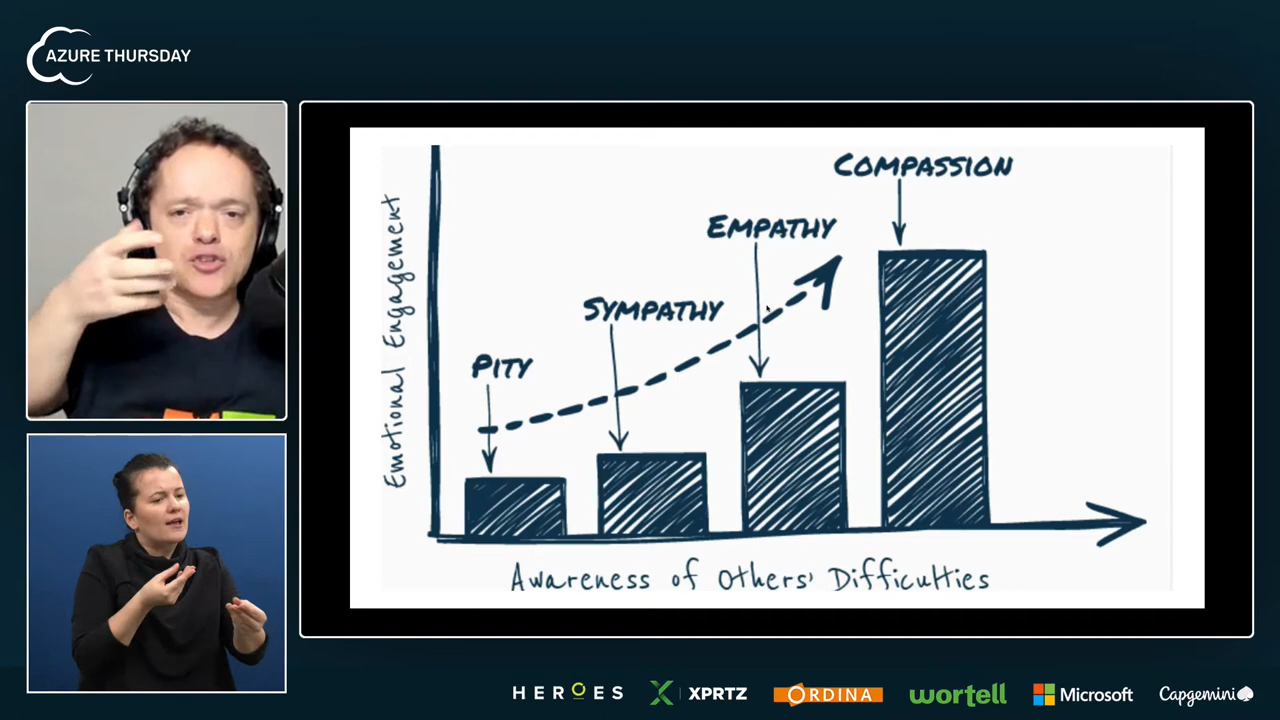 AZURE THURSDAY
COMPASSION
EMPATHY
SYMPATHY
PITY
Emotional Engagement
Awareness of Others' Difficulties
HEROES
XPRTZ
ORDINA
wortell
Microsoft
Capgemini